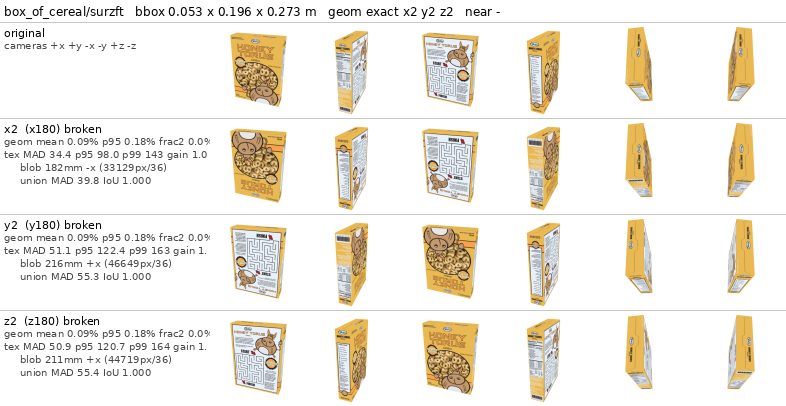 box_of_cereal/surzft   bbox 0.053 x 0.196 x 0.273 m   geom exact x2 y2 z2   near -
original
cameras +x +y -x -y +z -z
HONEY
x2  (x180) broken
geom mean 0.09% p95 0.18% frac2 0.0%
tex MAD 34.4 p95 98.0 p99 143 gain 1.0
blob 182mm -x (33129px/36)
union MAD 39.8 IoU 1.000
y2  (y180) broken
geom mean 0.09% p95 0.18% frac2 0.0%
tex MAD 51.1 p95 122.4 p99 163 gain 1.
blob 216mm +x (46649px/36)
union MAD 55.3 IoU 1.000
z2  (z180) broken
geom mean 0.09% p95 0.18% frac2 0.0%
tex MAD 50.9 p95 120.7 p99 164 gain 1.
blob 211mm +x (44719px/36)
union MAD 55.4 IoU 1.000